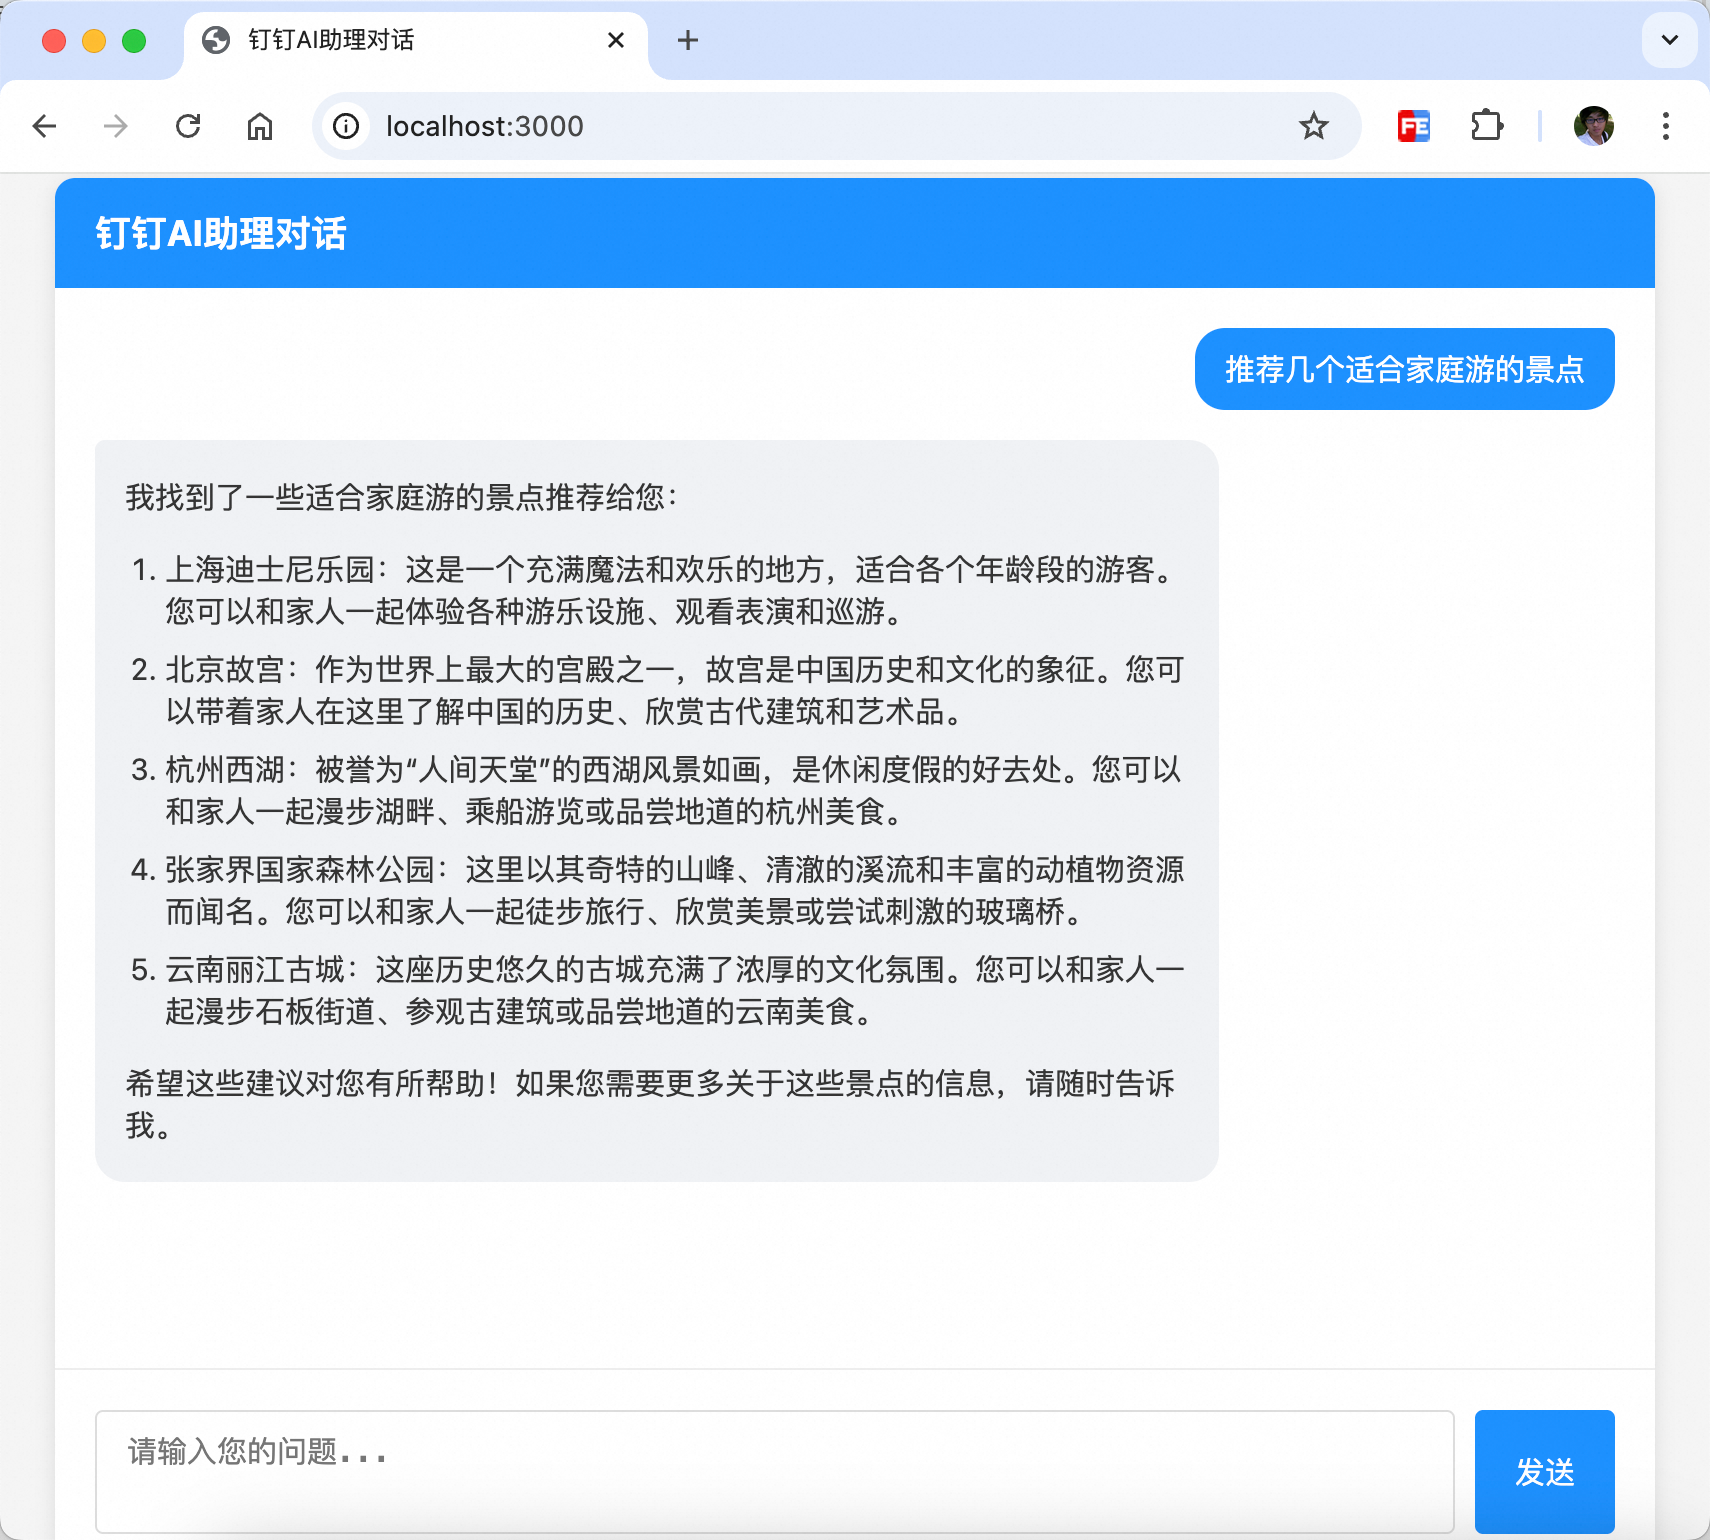 钉钉AI助理对话
localhost:3000
FE
钉钉AI助理对话
推荐几个适合家庭游的景点
我找到了一些适合家庭游的景点推荐给您：
1. 上海迪士尼乐园：这是一个充满魔法和欢乐的地方，适合各个年龄段的游客。
您可以和家人一起体验各种游乐设施、观看表演和巡游。
2. 北京故宫：作为世界上最大的宫殿之一，故宫是中国历史和文化的象征。您可
以带着家人在这里了解中国的历史、欣赏古代建筑和艺术品。
3. 杭州西湖：被誉为“人间天堂”的西湖风景如画，是休闲度假的好去处。您可以
和家人一起漫步湖畔、乘船游览或品尝地道的杭州美食。
4. 张家界国家森林公园：这里以其奇特的山峰、清澈的溪流和丰富的动植物资源
而闻名。您可以和家人一起徒步旅行、欣赏美景或尝试刺激的玻璃桥。
5. 云南丽江古城：这座历史悠久的古城充满了浓厚的文化氛围。您可以和家人一
起漫步石板街道、参观古建筑或品尝地道的云南美食。
希望这些建议对您有所帮助！如果您需要更多关于这些景点的信息，请随时告诉
我。
请输入您的问题...
发送